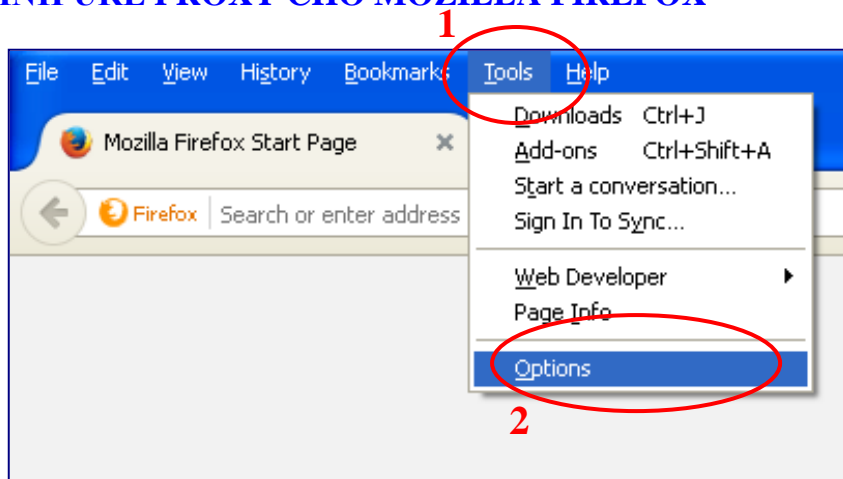 PROXY CHO MOZILLA FIREFOX
1
File Edit View History Bookmarks Tools Help
Mozilla Firefox Start Page
Downloads Ctrl+J
Add-ons Ctrl+Shift+A
Start a conversation...
Sign In To Sync...
Firefox Search or enter address
Web Developer
Page Info
Options
2